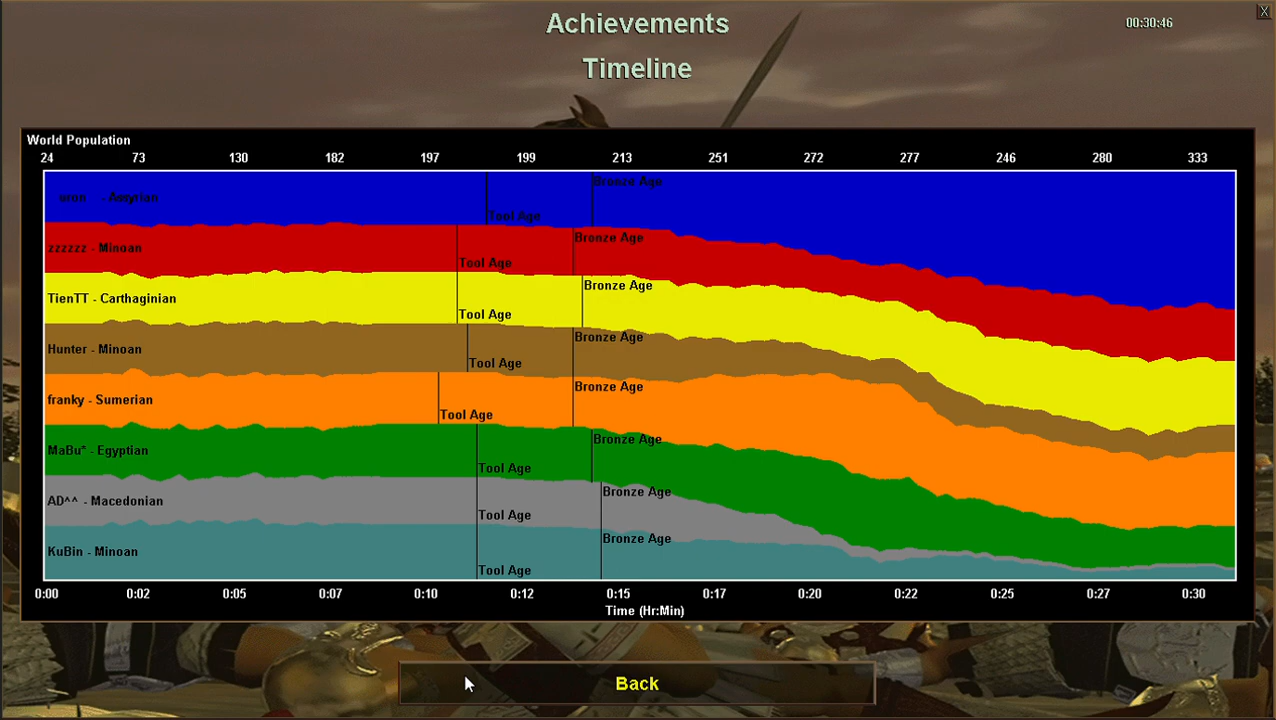 Achievements
00:30:46
X
Timeline
World Population
24 73 130 182 197 199 213 251 272 277 246 280 333
Bronze Age
- Assyrian
Tool Age
Bronze Age
zzzzzz - Minoan
Tool Age
Bronze Age
TienTT - Carthaginian
Tool Age
Bronze Age
Hunter - Minoan
Tool Age
Bronze Age
franky - Sumerian
Tool Age
Bronze Age
MaBu* - Egyptian
Tool Age
Bronze Age
AD^^ - Macedonian
Tool Age
Bronze Age
KuBin - Minoan
Tool Age
0:00 0:02 0:05 0:07 0:10 0:12 0:15 0:17 0:20 0:22 0:25 0:27 0:30
Time (Hr:Min)
Back